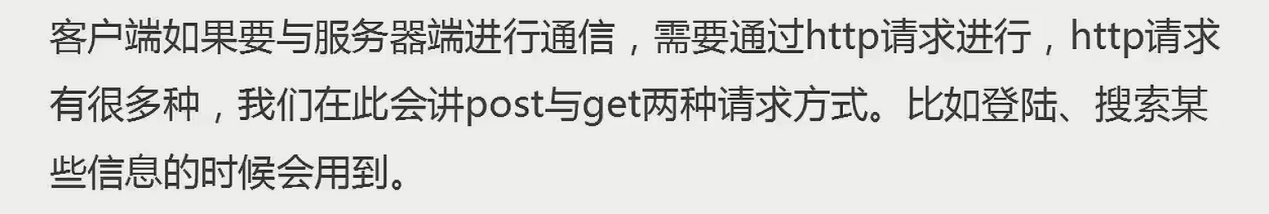 客户端如果要与服务器端进行通信，需要通过http请求进行，http请求
有很多种，我们在此会讲post与get两种请求方式。比如登陆、搜索某
些信息的时候会用到。